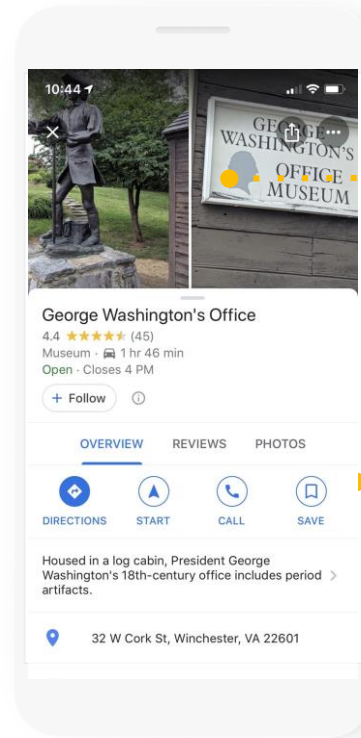 10:44
GEORGE
WASHINGTON'S
OFFICE
MUSEUM
George Washington's Office
4.4 (45)
Museum · 1 hr 46 min
Open · Closes 4 PM
+ Follow
OVERVIEW REVIEWS PHOTOS
DIRECTIONS START CALL SAVE
Housed in a log cabin, President George
Washington's 18th-century office includes period
artifacts.
32 W Cork St, Winchester, VA 22601